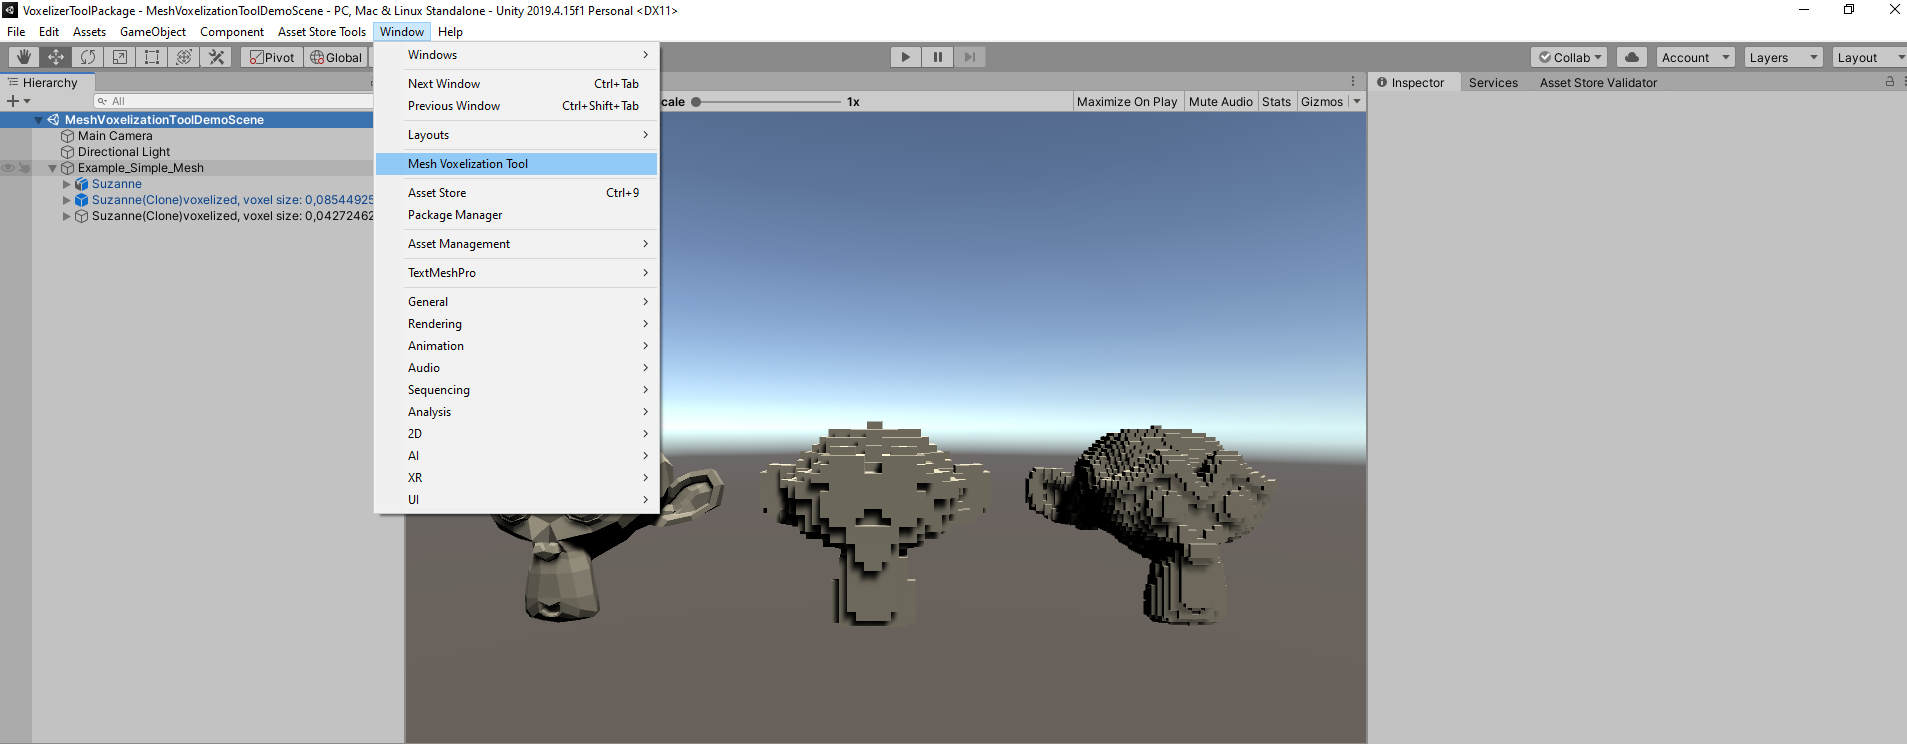 VoxelizerToolPackage - MeshVoxelizationToolDemoScene - PC, Mac & Linux Standalone - Unity 2019.4.15f1 Personal <DX11>
File Edit Assets GameObject Component Asset Store Tools Window Help
Pivot Global Collab Account Layers Layout
Hierarchy
All
MeshVoxelizationToolDemoScene
Main Camera
Directional Light
Example_Simple_Mesh
Suzanne
Suzanne(Clone)voxelized, voxel size: 0,08544925
Suzanne(Clone)voxelized, voxel size: 0,04272462
Windows
Next Window Ctrl+Tab
Previous Window Ctrl+Shift+Tab
Layouts
Mesh Voxelization Tool
Asset Store Ctrl+9
Package Manager
Asset Management
TextMeshPro
General
Rendering
Animation
Audio
Sequencing
Analysis
2D
AI
XR
UI
cale 1x Maximize On Play Mute Audio Stats Gizmos
Inspector Services Asset Store Validator